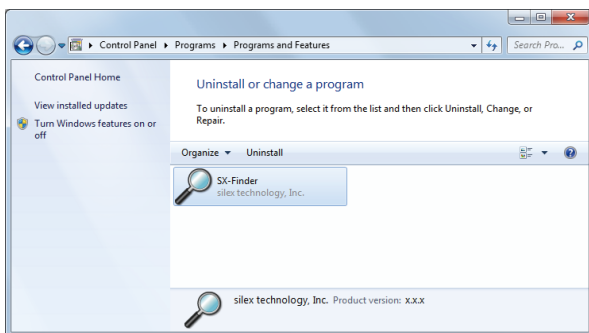 Control Panel ▸ Programs ▸ Programs and Features
Search Pro...
Control Panel Home
View installed updates
Turn Windows features on or
off
Uninstall or change a program
To uninstall a program, select it from the list and then click Uninstall, Change, or
Repair.
Organize Uninstall
SX-Finder
silex technology, Inc.
silex technology, Inc. Product version: x.x.x